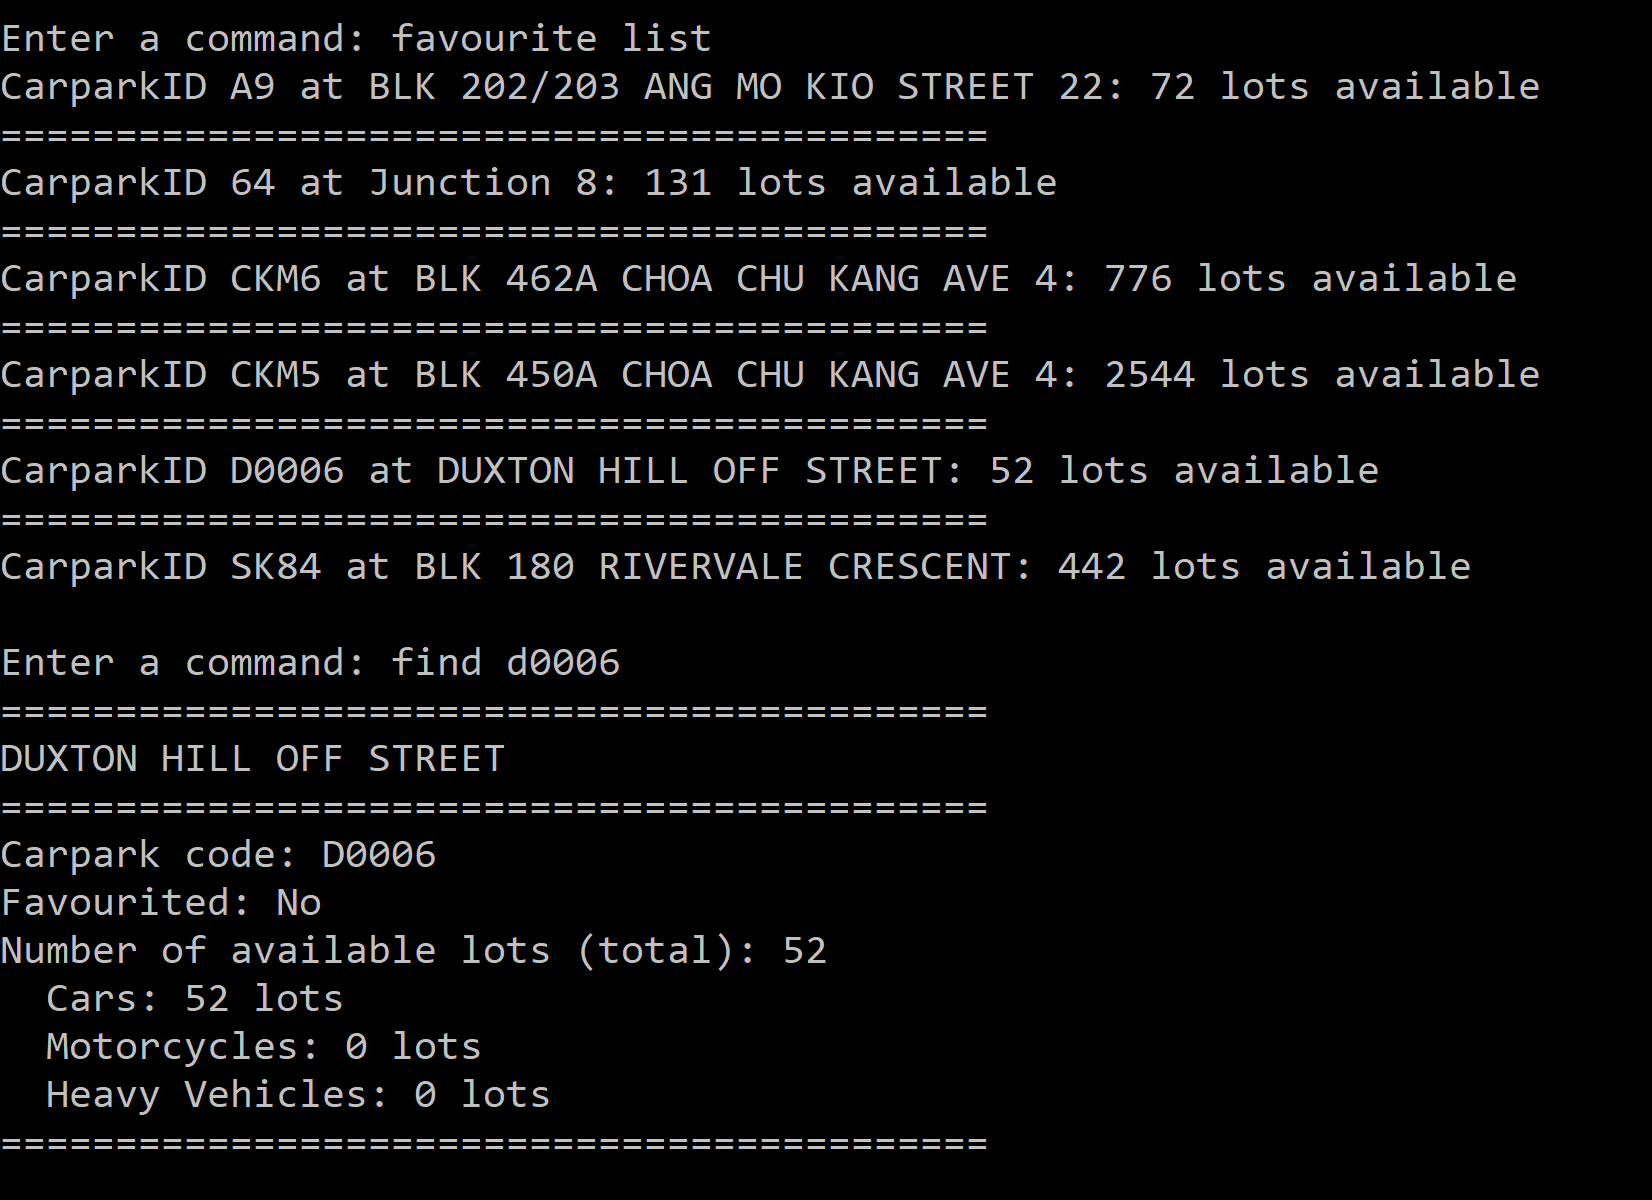 Enter a command: favourite list
CarparkID A9 at BLK 202/203 ANG MO KIO STREET 22: 72 lots available
===========================================
CarparkID 64 at Junction 8: 131 lots available
===========================================
CarparkID CKM6 at BLK 462A CHOA CHU KANG AVE 4: 776 lots available
===========================================
CarparkID CKM5 at BLK 450A CHOA CHU KANG AVE 4: 2544 lots available
===========================================
CarparkID D0006 at DUXTON HILL OFF STREET: 52 lots available
===========================================
CarparkID SK84 at BLK 180 RIVERVALE CRESCENT: 442 lots available
Enter a command: find d0006
===========================================
DUXTON HILL OFF STREET
===========================================
Carpark code: D0006
Favourited: No
Number of available lots (total): 52
  Cars: 52 lots
  Motorcycles: 0 lots
  Heavy Vehicles: 0 lots
===========================================